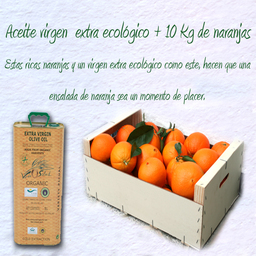 Aceite virgen extra ecológico + 10 Kg de naranjas
Estas ricas naranjas y un virgen extra ecológico como este, hacen que una
ensalada de naranja sea un momento de placer.
EXTRA VIRGIN
OLIVE OIL
ORGANIC